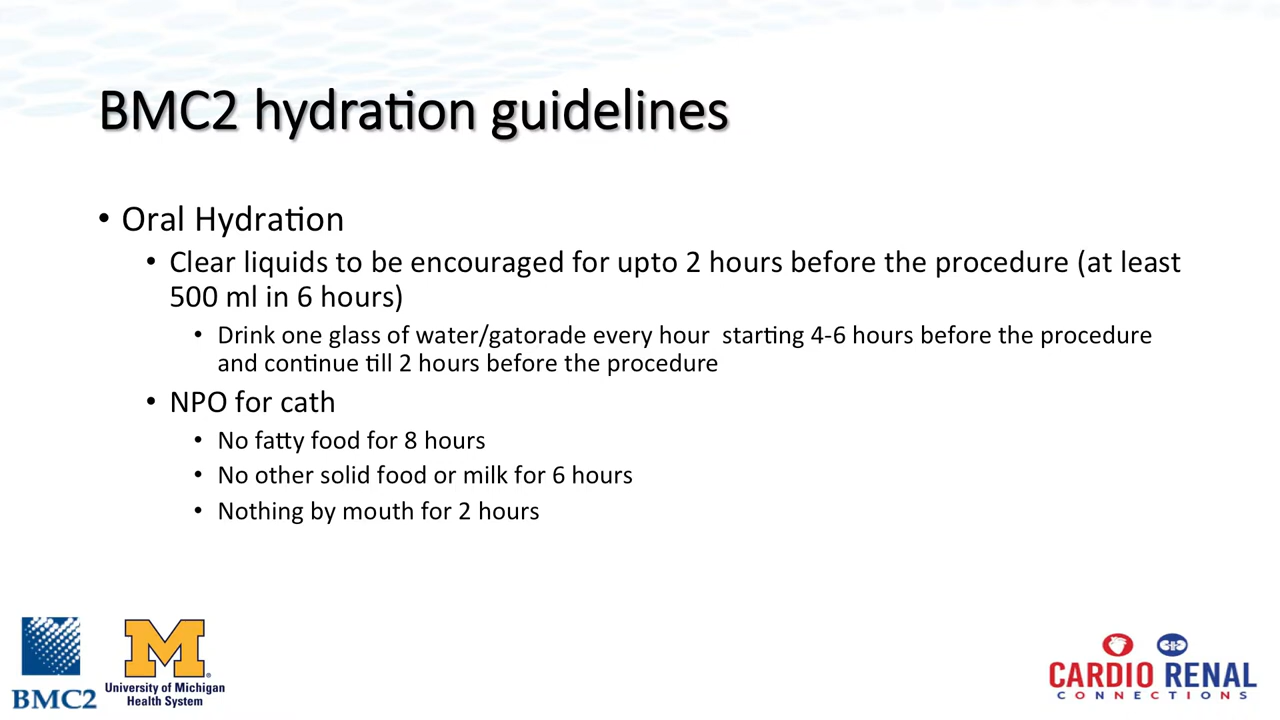 BMC2 hydration guidelines
• Oral Hydration
• Clear liquids to be encouraged for upto 2 hours before the procedure (at least
500 ml in 6 hours)
• Drink one glass of water/gatorade every hour  starting 4-6 hours before the procedure
and continue till 2 hours before the procedure
• NPO for cath
• No fatty food for 8 hours
• No other solid food or milk for 6 hours
• Nothing by mouth for 2 hours
BMC2
M
University of Michigan
Health System
CARDIO RENAL
CONNECTIONS